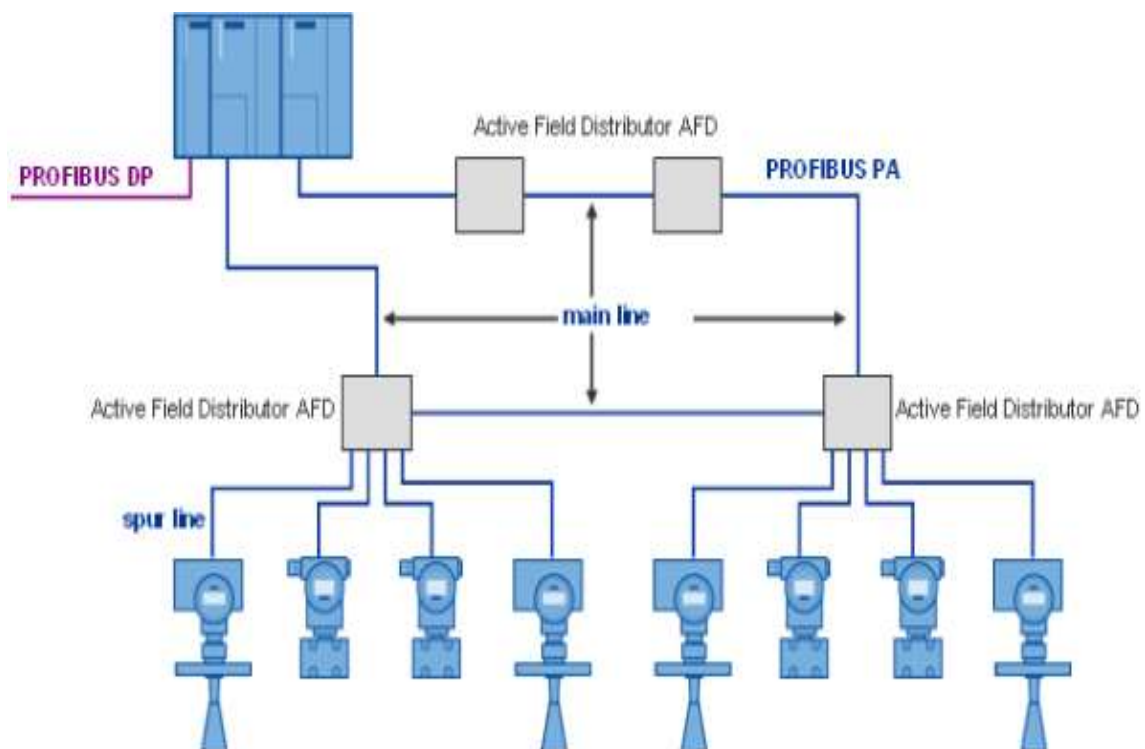 Active Field Distributor AFD
PROFIBUS DP
PROFIBUS PA
main line
Active Field Distributor AFD
Active Field Distributor AFD
spur line